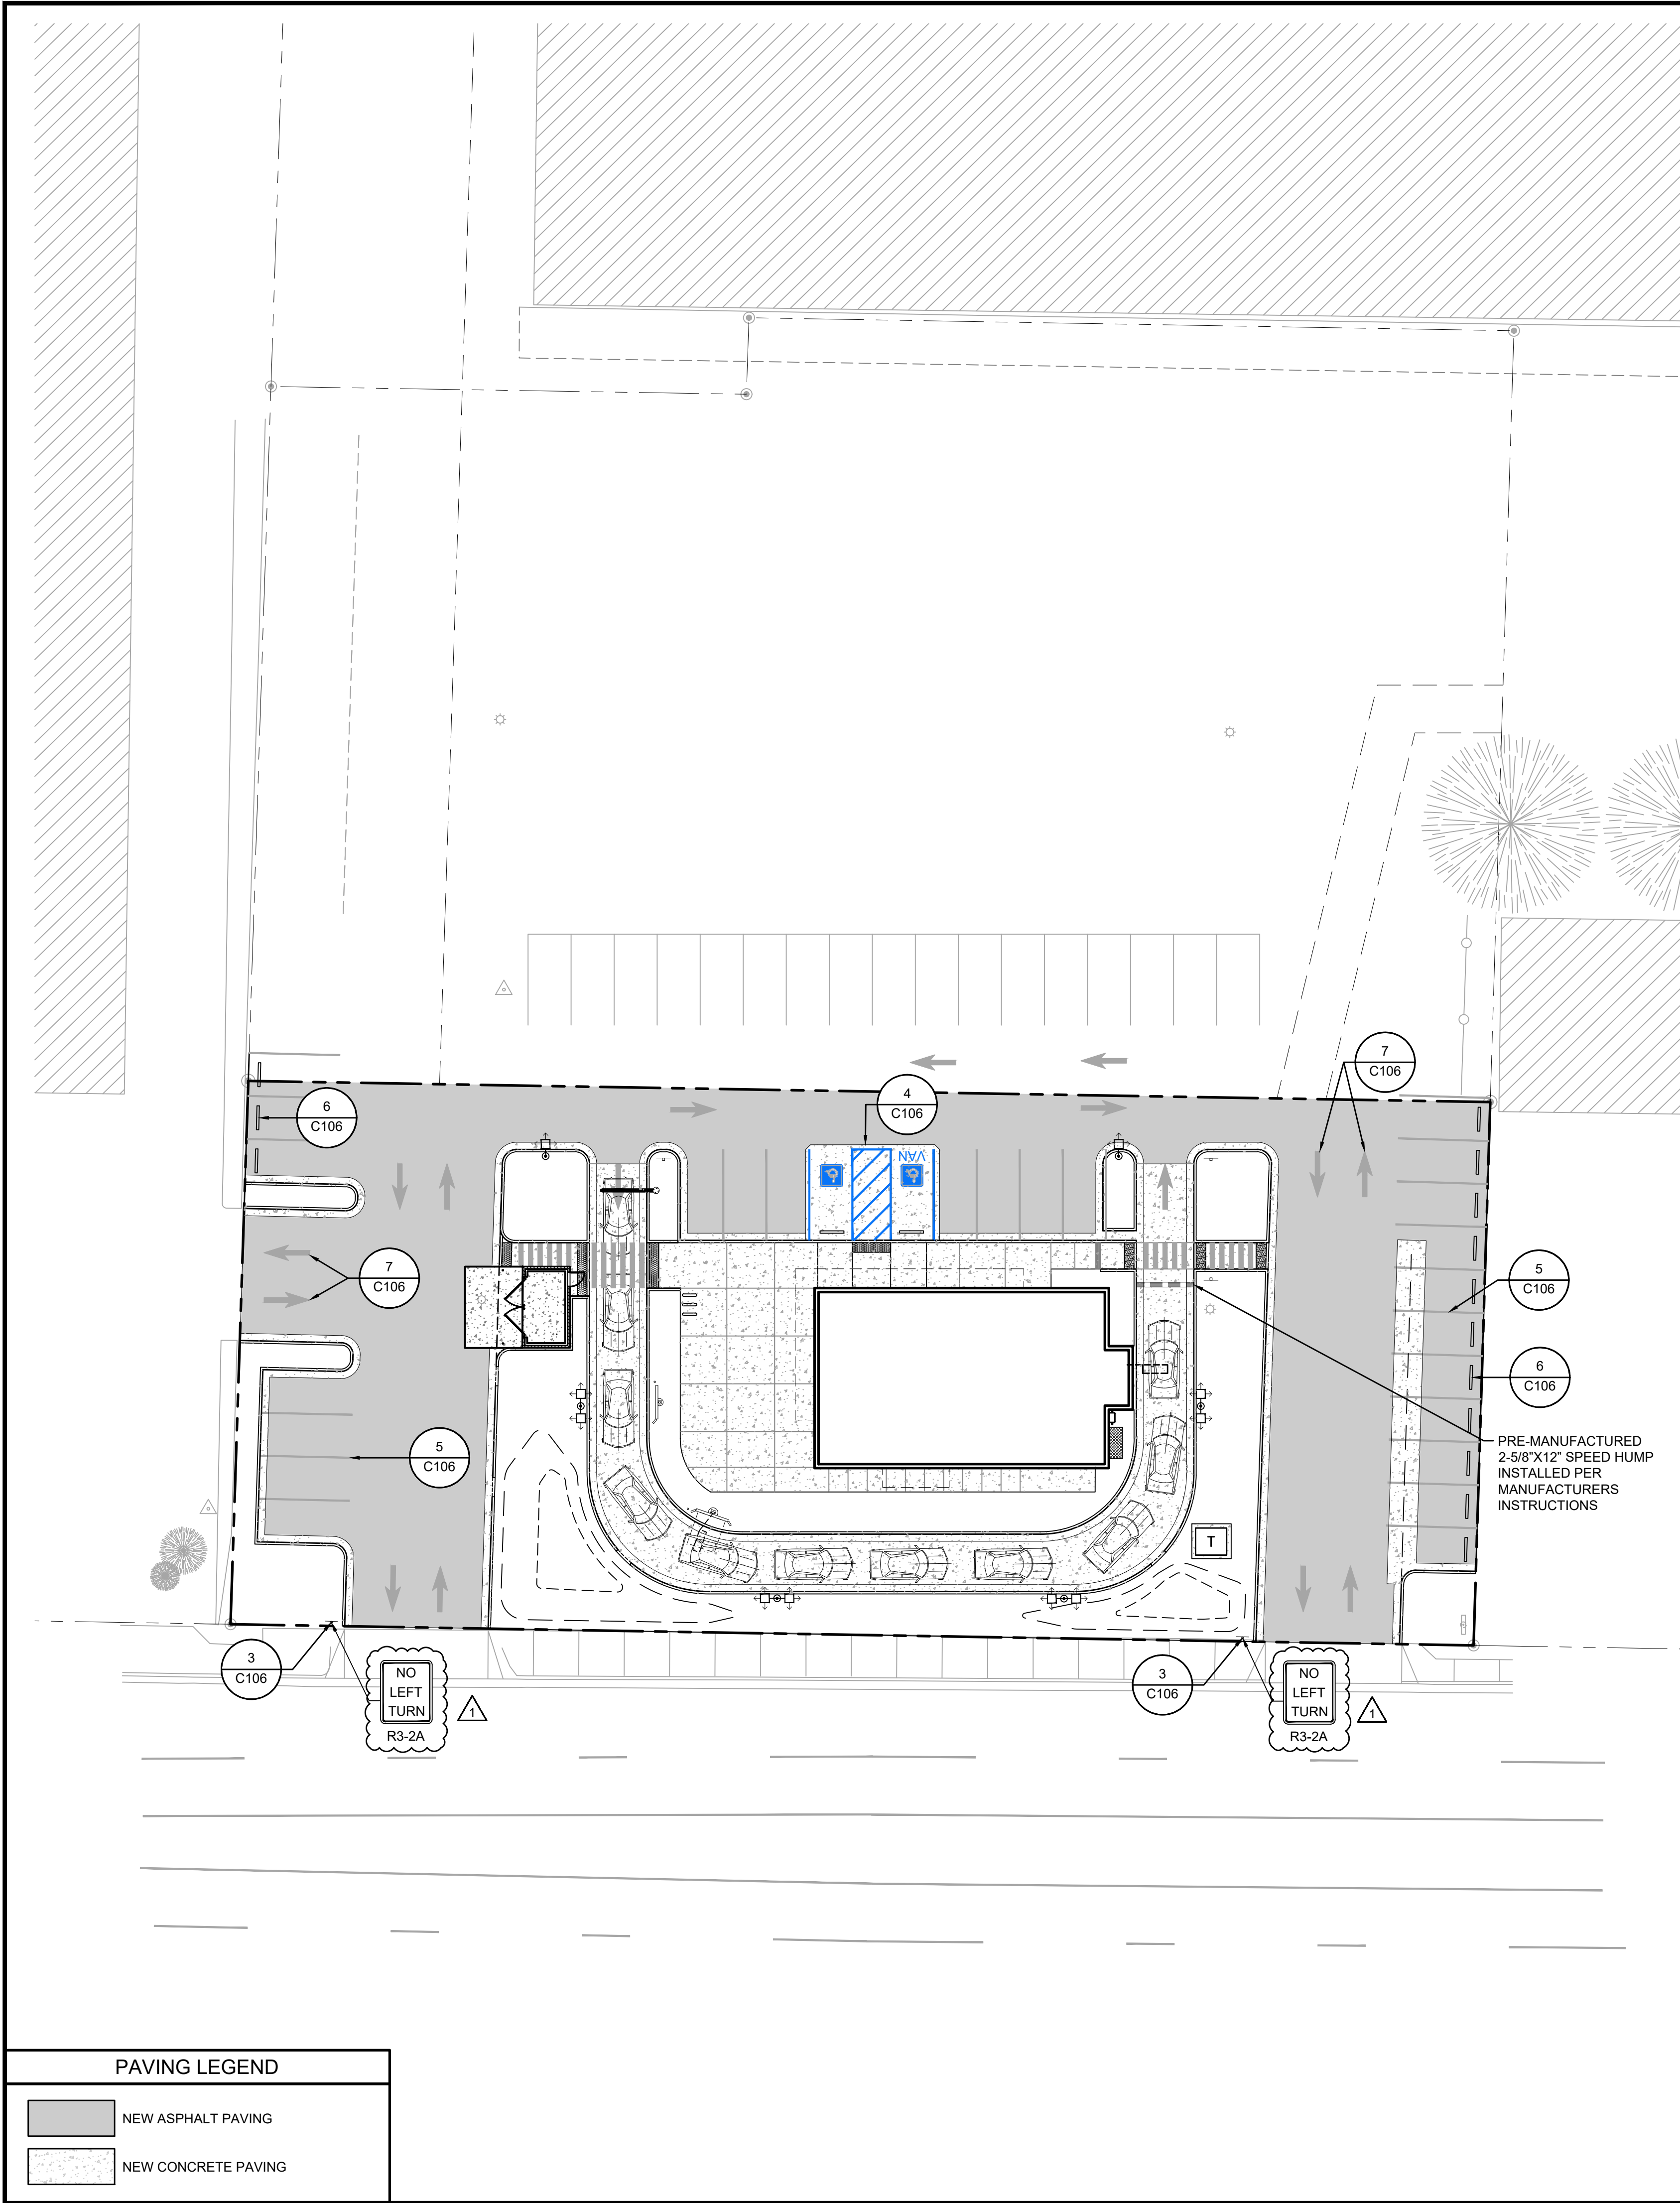 7
C106
6
C106
4
C106
VAN
7
C106
5
C106
6
C106
5
C106
PRE-MANUFACTURED
2-5/8"X12" SPEED HUMP
INSTALLED PER
MANUFACTURERS
INSTRUCTIONS
T
3
C106
NO
LEFT
TURN
R3-2A
1
3
C106
NO
LEFT
TURN
R3-2A
1
PAVING LEGEND
NEW ASPHALT PAVING
NEW CONCRETE PAVING